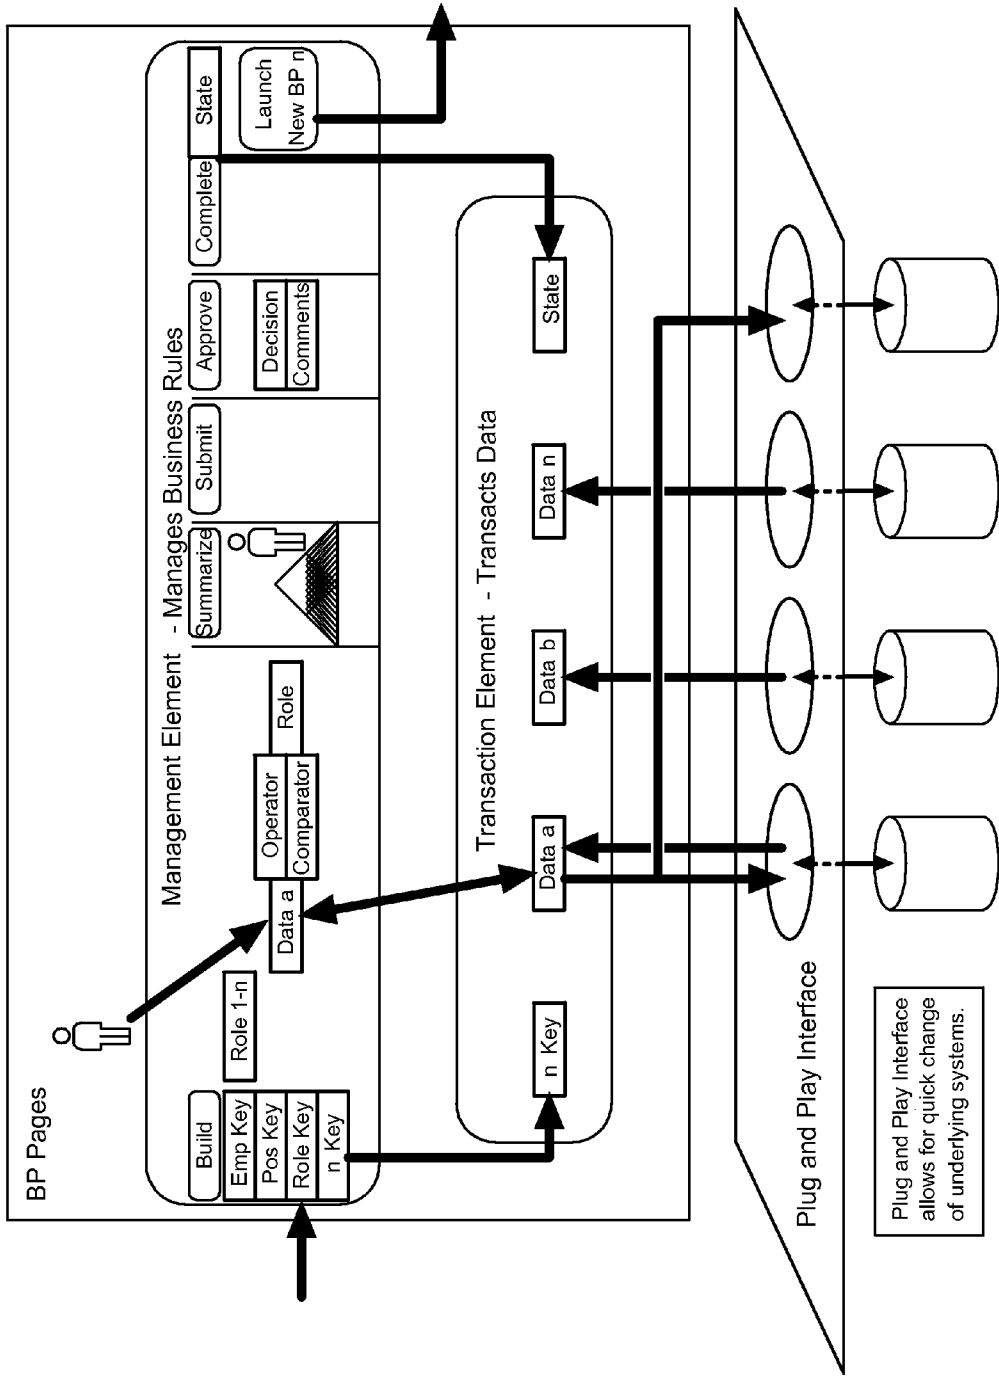 BP Pages
Management Element - Manages Business Rules
Build
Summarize
Submit
Approve
Complete
State
Emp Key
Pos Key
Role Key
n Key
Role 1-n
Data a
Operator
Comparator
Role
Decision
Comments
Launch
New BP n
Transaction Element - Transacts Data
n Key
Data a
Data b
Data n
State
Plug and Play Interface
Plug and Play Interface
allows for quick change
of underlying systems.